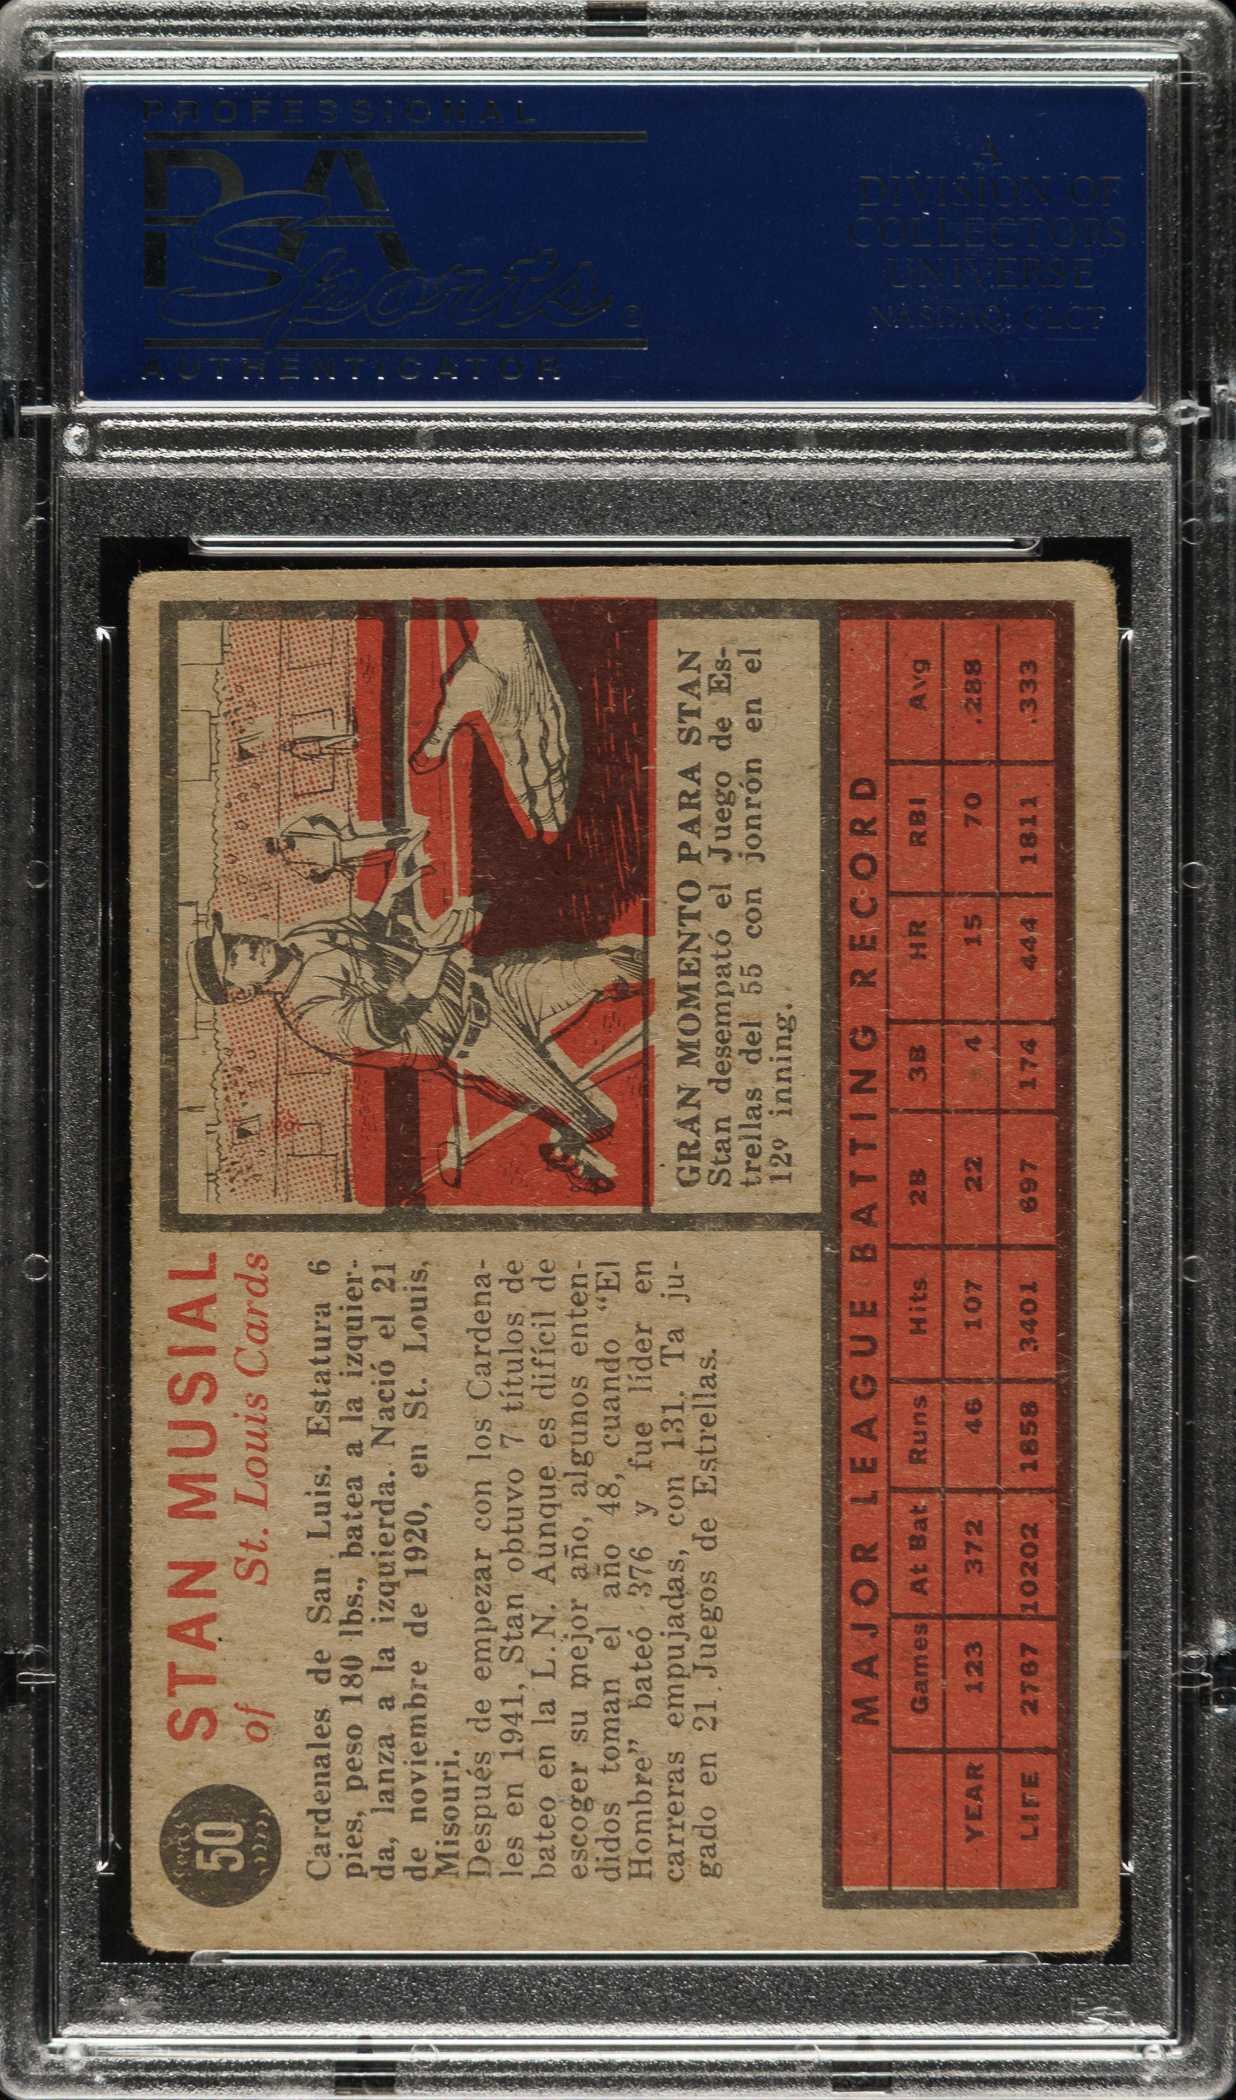 PROFESSIONAL
PSA
Sports®
AUTHENTICATOR
A
DIVISION OF
COLLECTORS
UNIVERSE
NASDAQ: CLCT
50
STAN MUSIAL
of St. Louis Cards
Cardenales de San Luis. Estatura 6
pies, peso 180 lbs., batea a la izquier-
da, lanza a la izquierda. Nació el 21
de noviembre de 1920, en St. Louis,
Misouri.
Después de empezar con los Cardena-
les en 1941, Stan obtuvo 7 títulos de
bateo en la L.N. Aunque es difícil de
escoger su mejor año, algunos enten-
didos toman el año 48, cuando "El
Hombre" bateó 376 y fue líder en
carreras empujadas, con 131. Ta ju-
gado en 21 Juegos de Estrellas.
GRAN MOMENTO PARA STAN
Stan desempató el Juego de Es-
trellas del 55 con jonrón en el
12º inning.
MAJOR LEAGUE BATTING RECORD
Games At Bat Runs Hits 2B 3B HR RBI Avg
YEAR 123 372 46 107 22 4 15 70 .288
LIFE 2767 10202 1858 3401 697 174 444 1811 .333